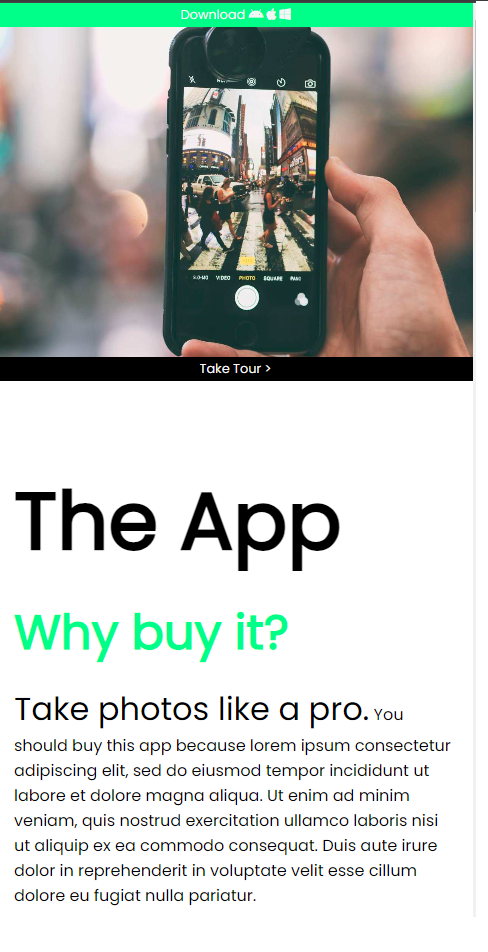 Download
SLO-MO VIDEO PHOTO SQUARE PANO
Take Tour >
The App
Why buy it?
Take photos like a pro. You
should buy this app because lorem ipsum consectetur
adipiscing elit, sed do eiusmod tempor incididunt ut
labore et dolore magna aliqua. Ut enim ad minim
veniam, quis nostrud exercitation ullamco laboris nisi
ut aliquip ex ea commodo consequat. Duis aute irure
dolor in reprehenderit in voluptate velit esse cillum
dolore eu fugiat nulla pariatur.